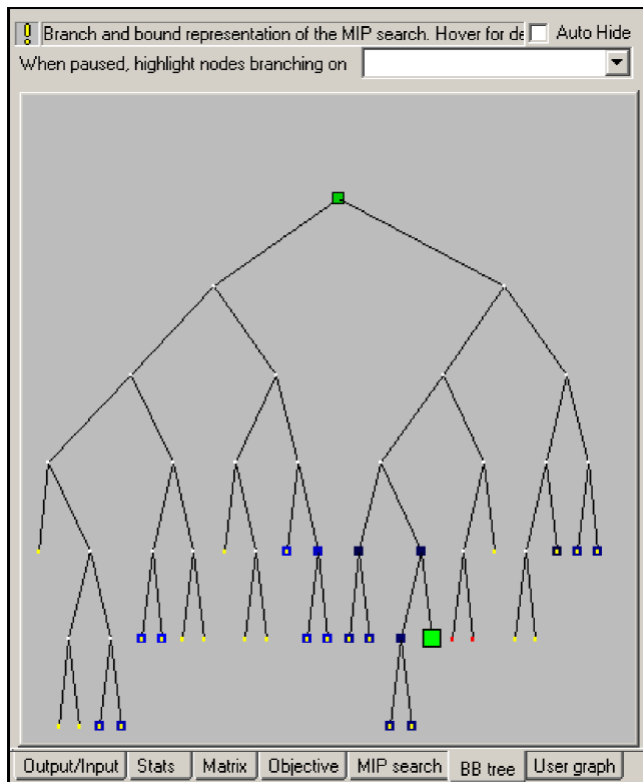 Branch and bound representation of the MIP search. Hover for de
Auto Hide
When paused, highlight nodes branching on
Output/Input Stats Matrix Objective MIP search BB tree User graph